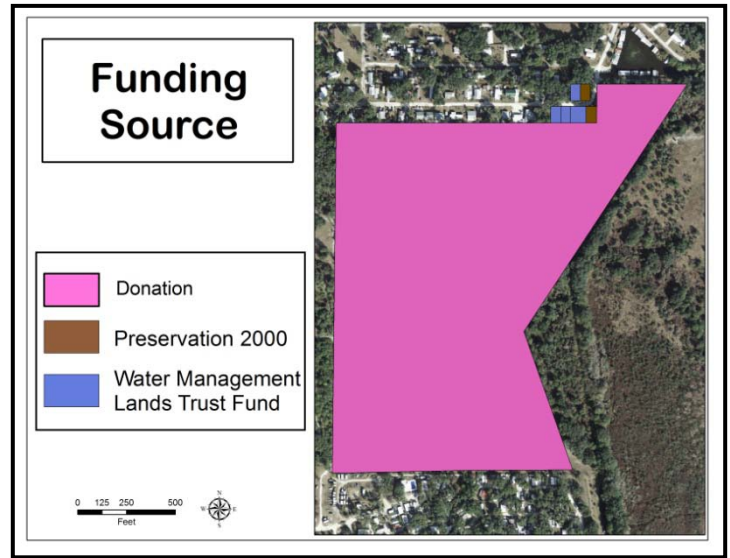 Funding
Source
Donation
Preservation 2000
Water Management
Lands Trust Fund
0 125 250 500
Feet
N
W E
S